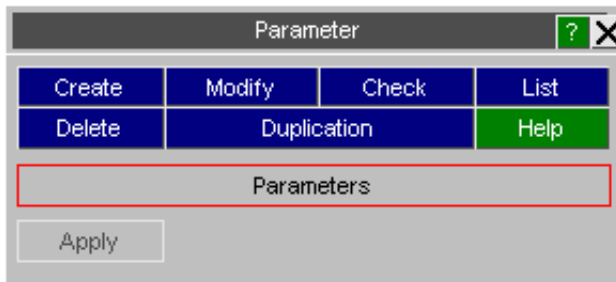 Parameter ? X
Create Modify Check List
Delete Duplication Help
Parameters
Apply